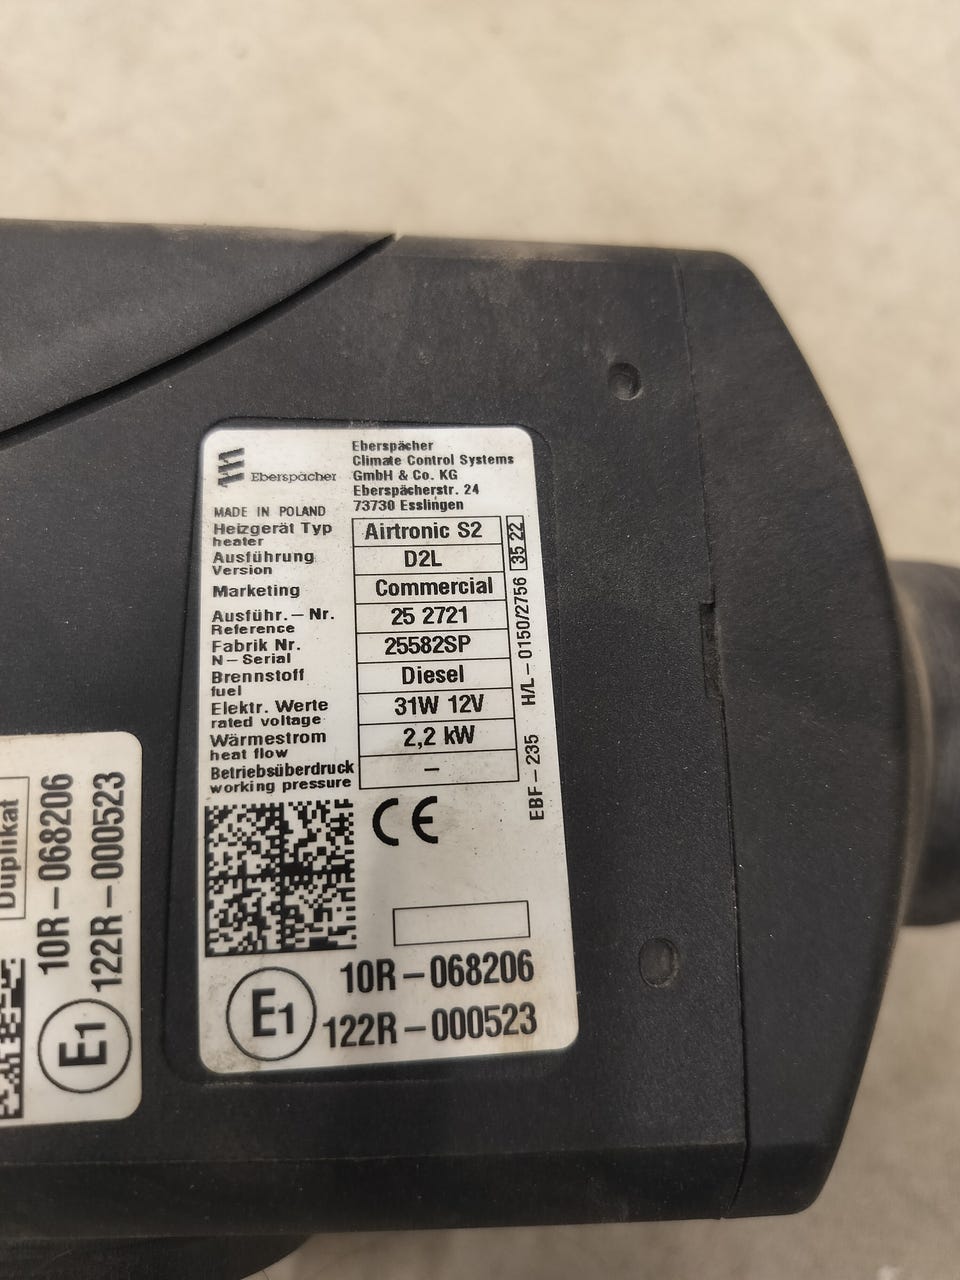 Eberspächer
Eberspächer
Climate Control Systems
GmbH & Co. KG
Eberspächerstr. 24
73730 Esslingen
MADE IN POLAND
Heizgerät Typ
heater
Airtronic S2
Ausführung
Version
D2L
Marketing
Commercial
Ausführ.-Nr.
Reference
25 2721
Fabrik Nr.
N-Serial
25582SP
Brennstoff
fuel
Diesel
Elektr. Werte
rated voltage
31W 12V
Wärmestrom
heat flow
2,2 kW
Betriebsüberdruck
working pressure
–
EBF - 235 H/L - 0150/2756 35 22
CE
E1
10R-068206
122R-000523
Duplikat
10R-068206
122R-000523
E1